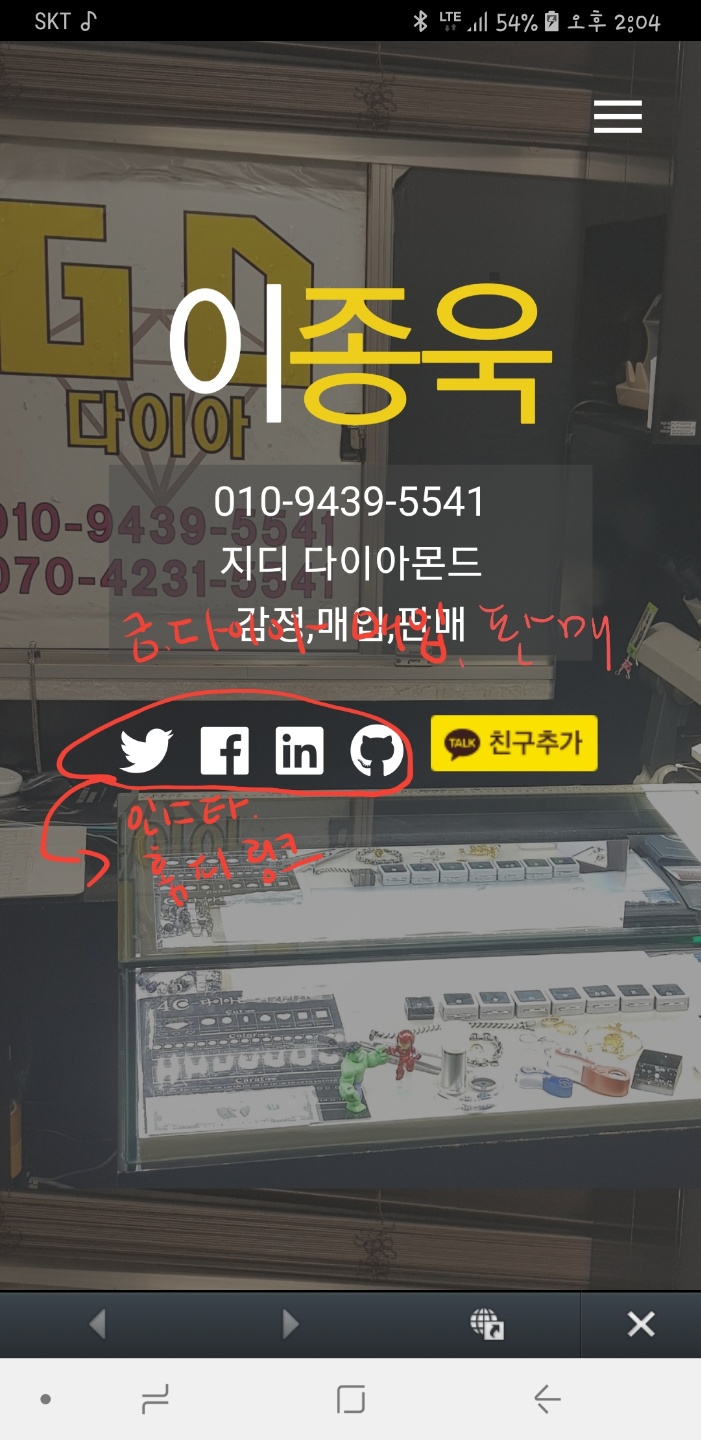 SKT LTE 54% 오후 2:04
GD
이종욱
다이아
010-9439-5541
010-9439-5541
지디 다이아몬드
070-4231-5541
감정,매입,판매
금.다이아 매입. 판매
TALK 친구추가
인스타.
홈피 링크
4C